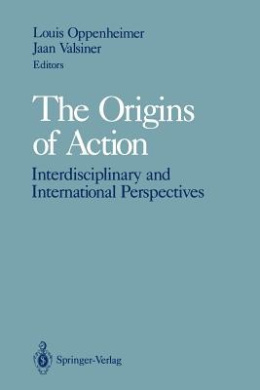 Louis Oppenheimer
Jaan Valsiner
Editors
The Origins
of Action
Interdisciplinary and
International Perspectives
Springer-Verlag